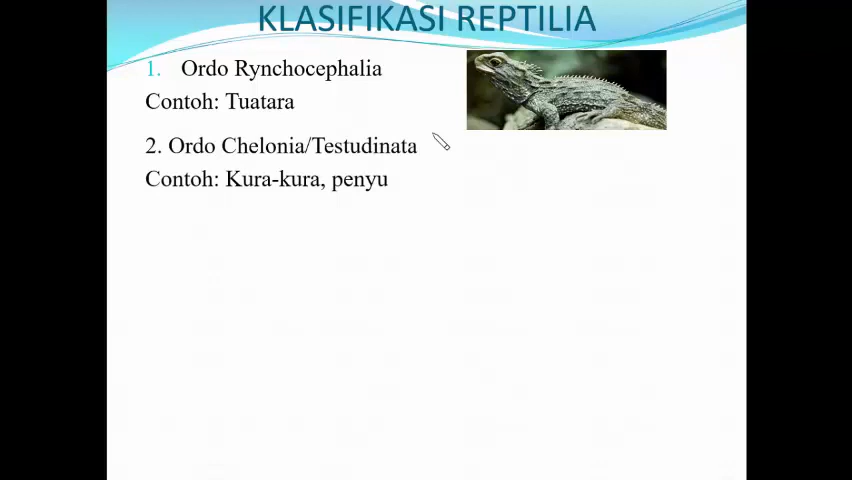 KLASIFIKASI REPTILIA
1. Ordo Rynchocephalia
Contoh: Tuatara
2. Ordo Chelonia/Testudinata
Contoh: Kura-kura, penyu